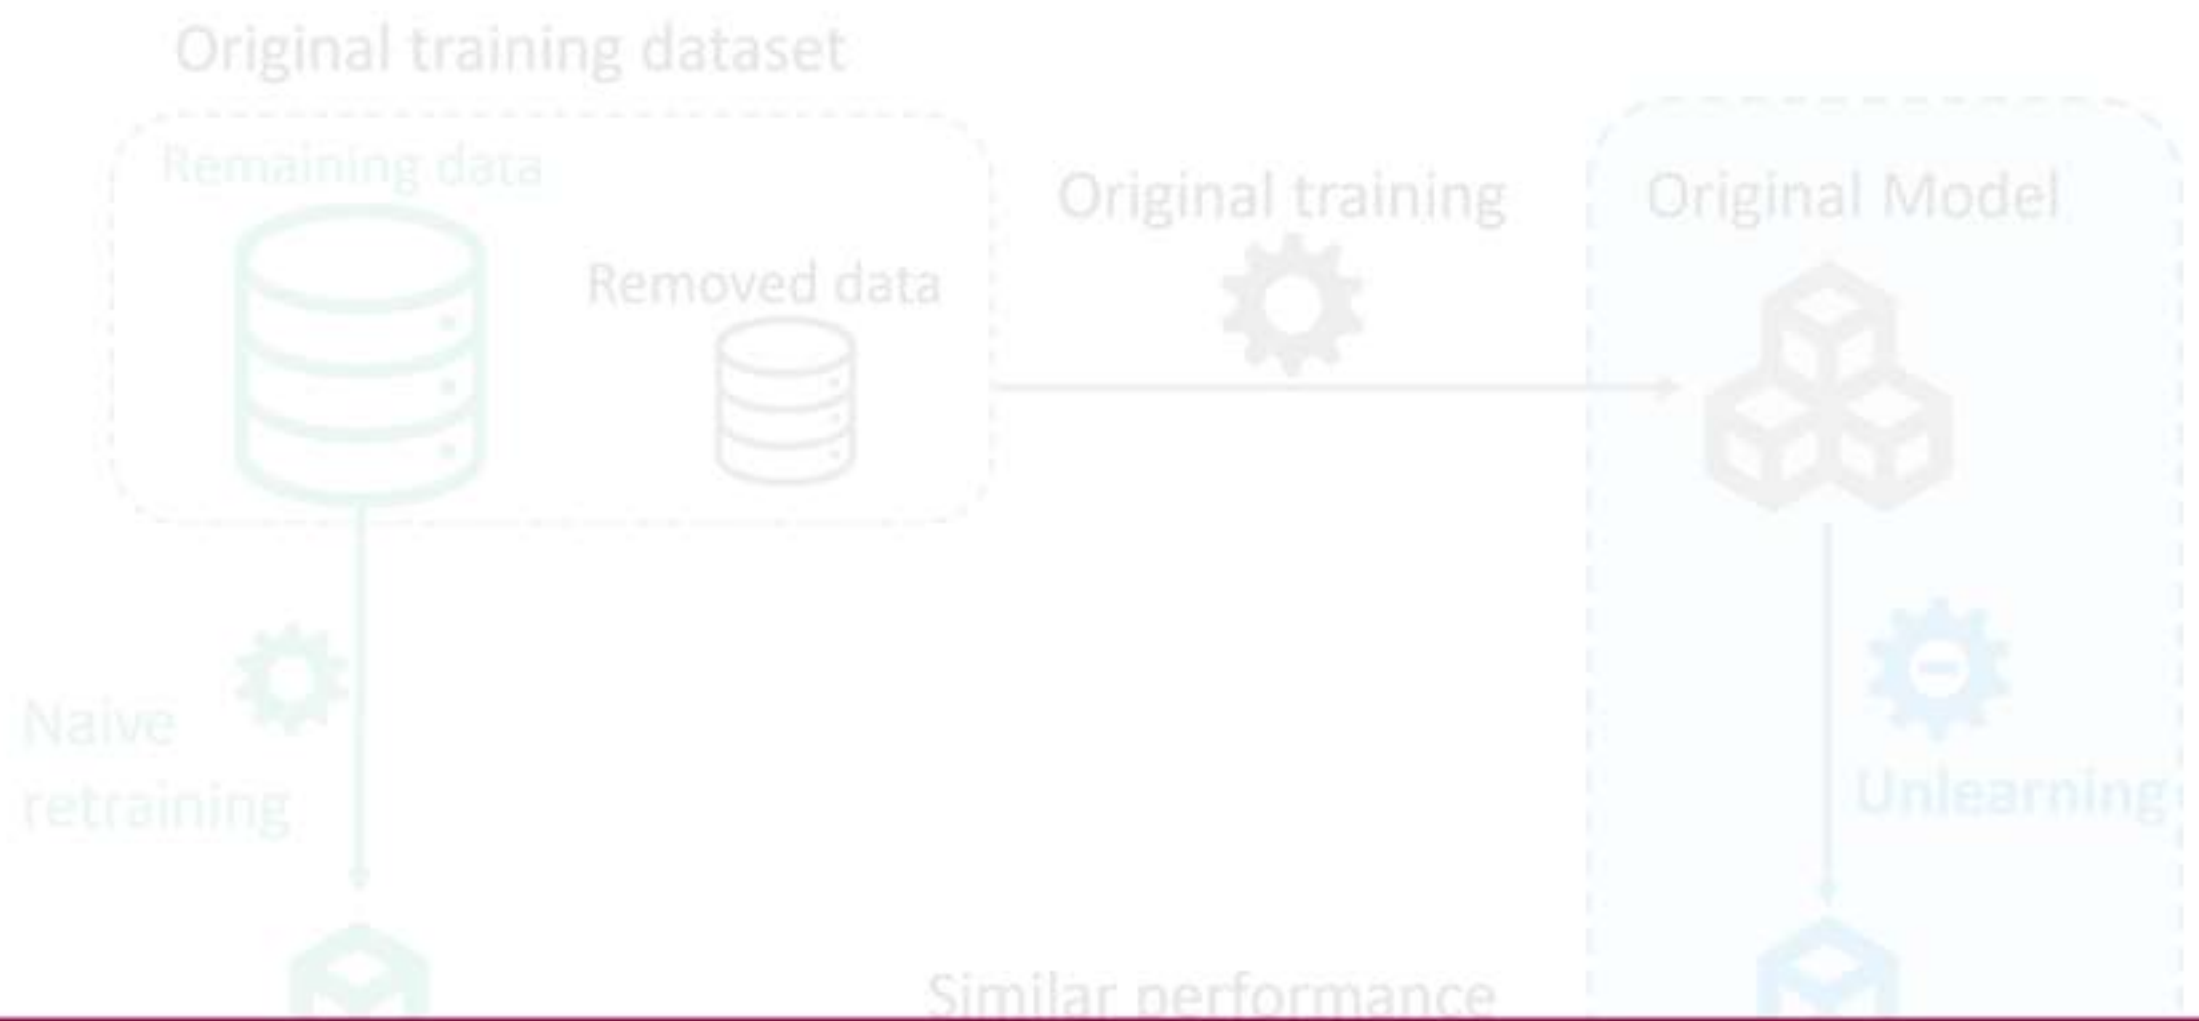 Original training dataset
Remaining data
Removed data
Original training
Original Model
Naive
retraining
Unlearning
Similar performance